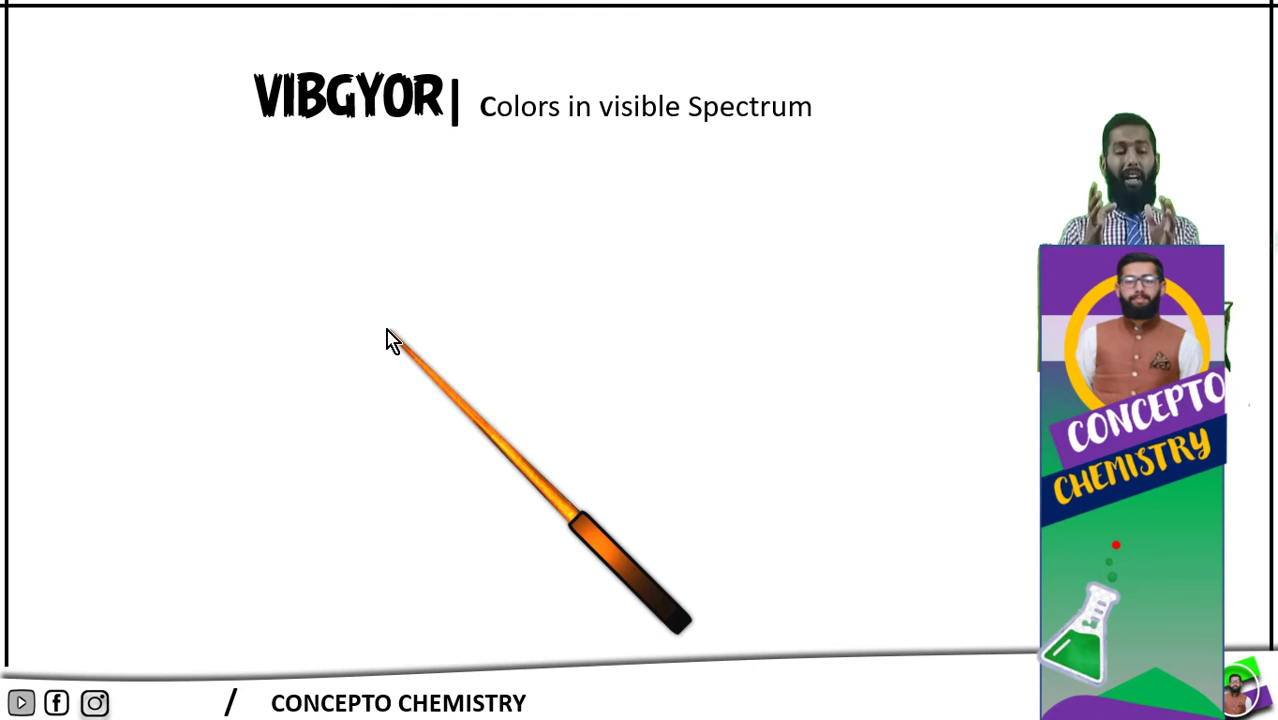 VIBGYOR| Colors in visible Spectrum
CONCEPTO
CHEMISTRY
/ CONCEPTO CHEMISTRY